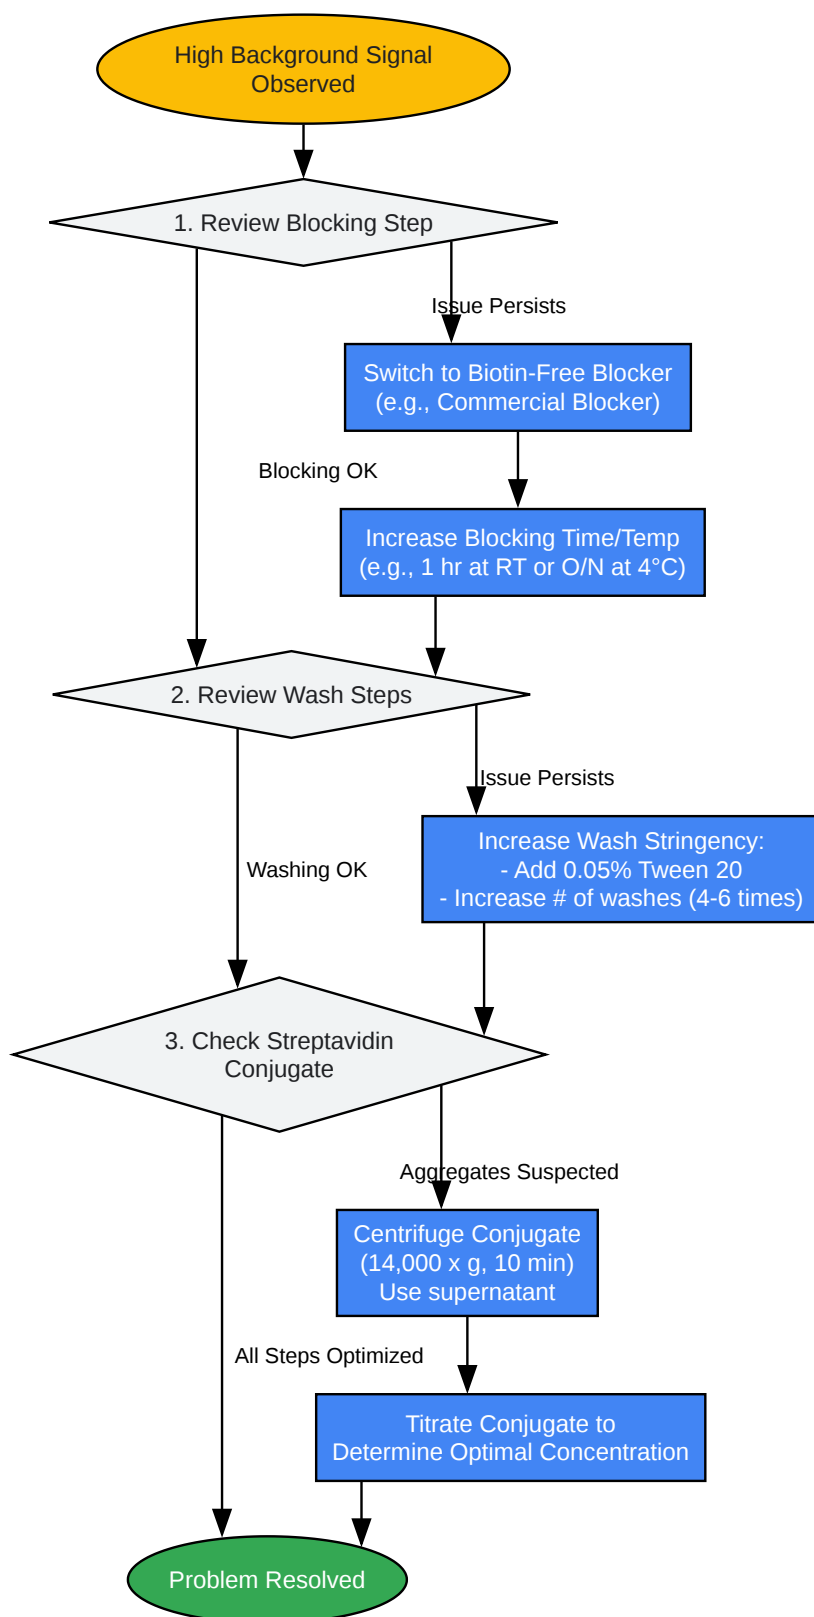 High Background Signal
Observed
1. Review Blocking Step
Issue Persists
Switch to Biotin-Free Blocker
(e.g., Commercial Blocker)
Blocking OK
Increase Blocking Time/Temp
(e.g., 1 hr at RT or O/N at 4°C)
2. Review Wash Steps
Issue Persists
Increase Wash Stringency:
- Add 0.05% Tween 20
- Increase # of washes (4-6 times)
Washing OK
3. Check Streptavidin
Conjugate
Aggregates Suspected
Centrifuge Conjugate
(14,000 x g, 10 min)
Use supernatant
All Steps Optimized
Titrate Conjugate to
Determine Optimal Concentration
Problem Resolved